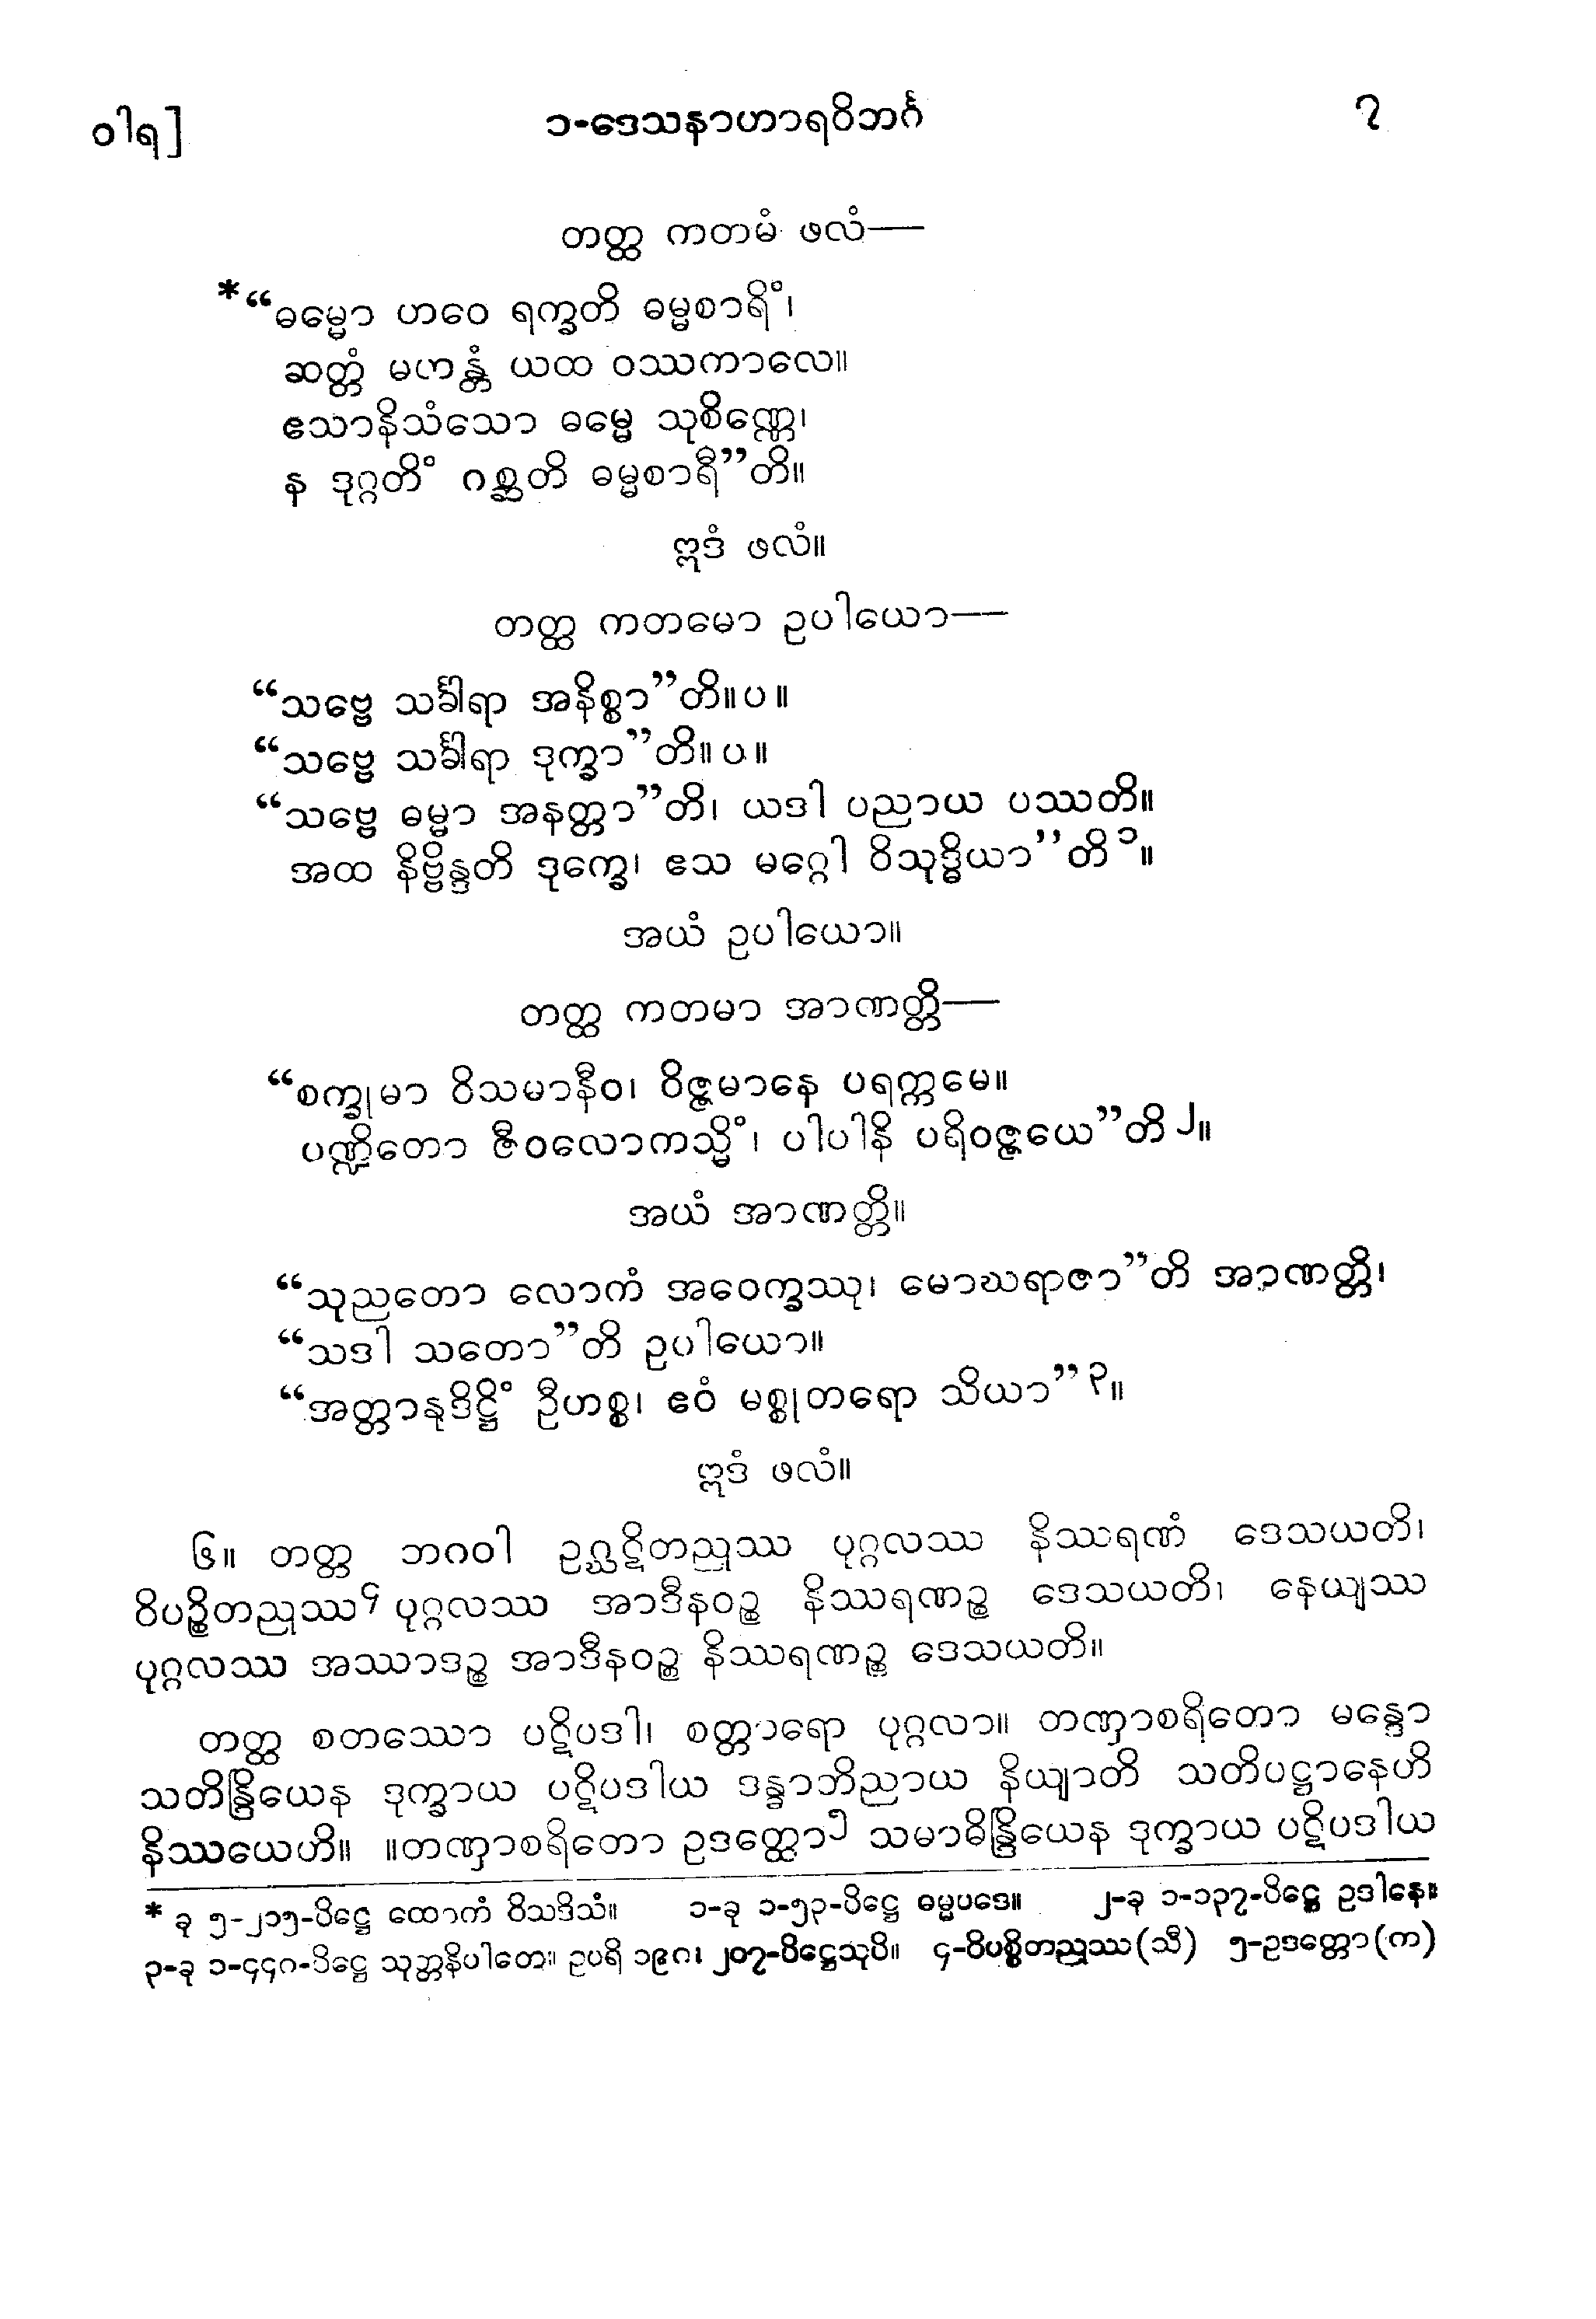 ဝါရ]
၁-ဒေသနာဟာရဝိဘင်္ဂ
၇
တတ္ထ ကတမံ ဖလံ—
*“ဓမ္မော ဟဝေ ရက္ခတိ ဓမ္မစာရိံ၊
ဆတ္တံ မဟန္တံ ယထ ဝဿကာလေ။
ဧသာနိသံသော ဓမ္မေ သုစိဏ္ဏေ၊
န ဒုဂ္ဂတိံ ဂစ္ဆတိ ဓမ္မစာရီ”တိ။
ဣဒံ ဖလံ။
တတ္ထ ကတမော ဥပါယော—
“သဗ္ဗေ သင်္ခါရာ အနိစ္စာ”တိ။ပ။
“သဗ္ဗေ သင်္ခါရာ ဒုက္ခာ”တိ။ပ။
“သဗ္ဗေ ဓမ္မာ အနတ္တာ”တိ၊ ယဒါ ပညာယ ပဿတိ။
အထ နိဗ္ဗိန္ဒတိ ဒုက္ခေ၊ ဧသ မဂ္ဂေါ ဝိသုဒ္ဓိယာ”တိ၁။
အယံ ဥပါယော။
တတ္ထ ကတမာ အာဏတ္တိ—
“စက္ခုမာ ဝိသမာနီဝ၊ ဝိဇ္ဇမာနေ ပရက္ကမေ။
ပဏ္ဍိတော ဇီဝလောကသ္မိံ၊ ပါပါနိ ပရိဝဇ္ဇယေ”တိ၂။
အယံ အာဏတ္တိ။
“သုညတော လောကံ အဝေက္ခဿု၊ မောဃရာဇာ”တိ အာဏတ္တိ၊
“သဒါ သတော”တိ ဥပါယော။
“အတ္တာနုဒိဋ္ဌိံ ဦဟစ္စ၊ ဧဝံ မစ္စုတရော သိယာ”၃။
ဣဒံ ဖလံ။
၆။ တတ္ထ ဘဂဝါ ဥဂ္ဃဋိတညုဿ ပုဂ္ဂလဿ နိဿရဏံ ဒေသယတိ၊
ဝိပဉ္စိတညုဿ၄ ပုဂ္ဂလဿ အာဒီနဝဉ္စ နိဿရဏဉ္စ ဒေသယတိ၊ နေယျဿ
ပုဂ္ဂလဿ အဿာဒဉ္စ အာဒီနဝဉ္စ နိဿရဏဉ္စ ဒေသယတိ။
တတ္ထ စတဿော ပဋိပဒါ၊ စတ္တာရော ပုဂ္ဂလာ။ တဏှာစရိတော မန္ဒော
သတိန္ဒြိယေန ဒုက္ခာယ ပဋိပဒါယ ဒန္ဓာဘိညာယ နိယျာတိ သတိပဋ္ဌာနေဟိ
နိဿယေဟိ။ ။တဏှာစရိတော ဥဒတ္ထော၅ သမာဓိန္ဒြိယေန ဒုက္ခာယ ပဋိပဒါယ
* ခု ၅-၂၁၅-ပိဋ္ဌေ ထောကံ ဝိသဒိသံ။ ၁-ခု ၁-၅၃-ပိဋ္ဌေ ဓမ္မပဒေ။ ၂-ခု ၁-၁၃၇-ပိဋ္ဌေ ဥဒါနေ။
၃-ခု ၁-၄၄၈-ပိဋ္ဌေ သုတ္တနိပါတေ။ ဥပရိ ၁၉၈၊ ၂၀၇-ပိဋ္ဌေသုပိ။ ၄-ဝိပစ္စိတညုဿ(သီ) ၅-ဥဒတ္တော(က)